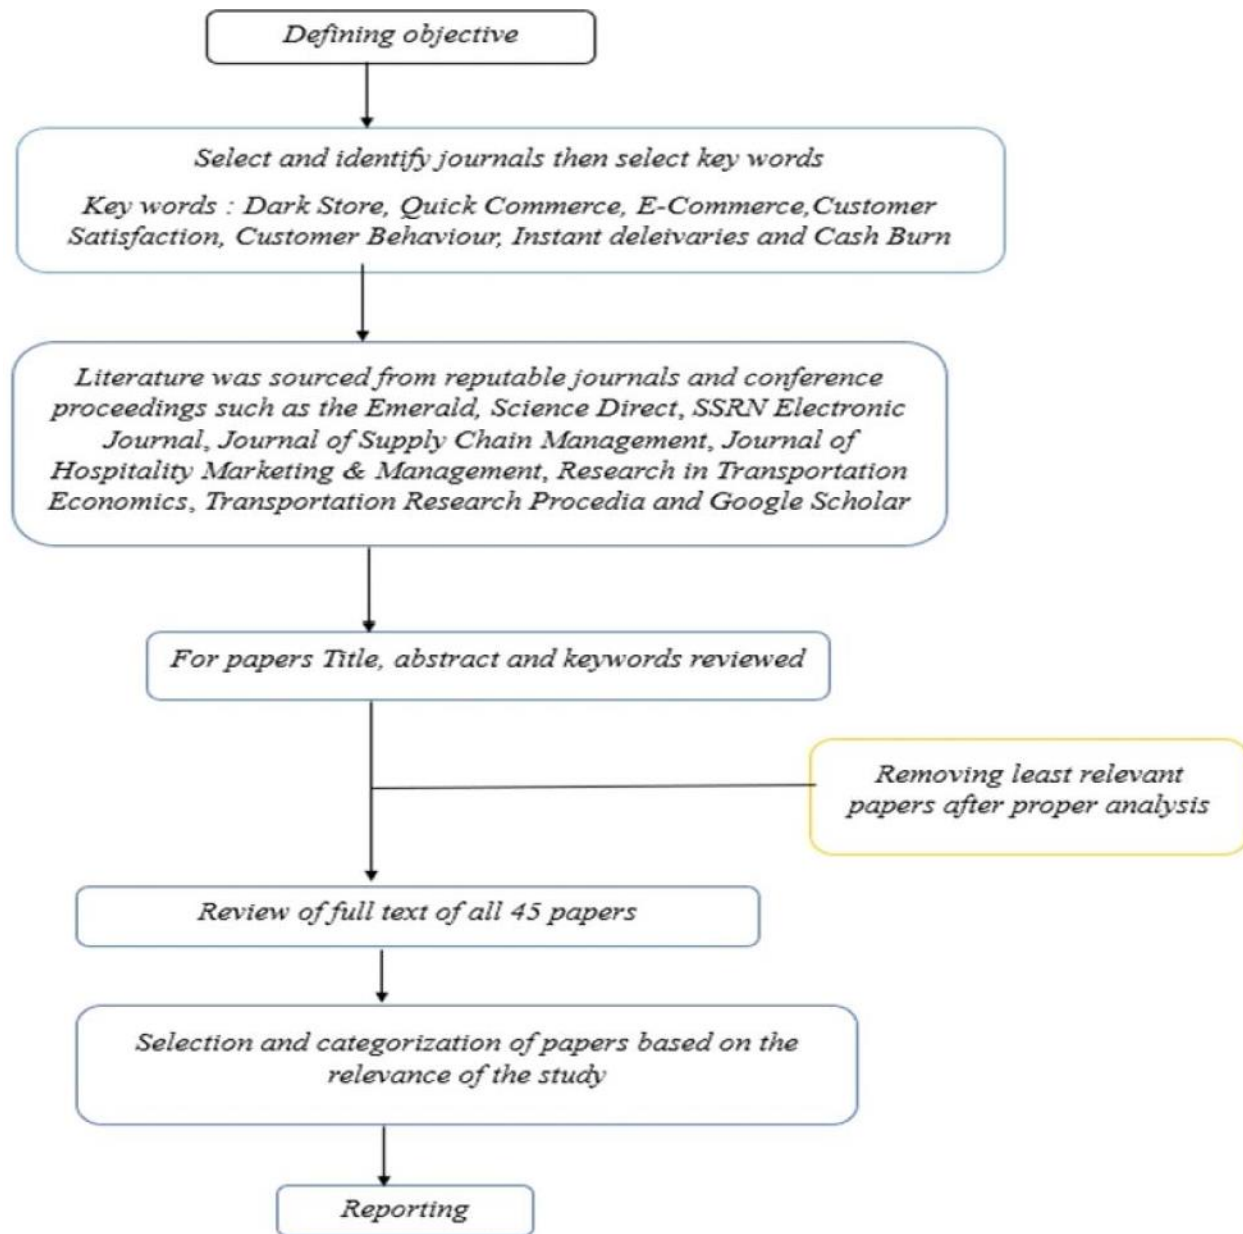 Defining objective
Select and identify journals then select key words
Key words : Dark Store, Quick Commerce, E-Commerce,Customer
Satisfaction, Customer Behaviour, Instant deleivaries and Cash Burn
Literature was sourced from reputable journals and conference
proceedings such as the Emerald, Science Direct, SSRN Electronic
Journal, Journal of Supply Chain Management, Journal of
Hospitality Marketing & Management, Research in Transportation
Economics, Transportation Research Procedia and Google Scholar
For papers Title, abstract and keywords reviewed
Removing least relevant
papers after proper analysis
Review of full text of all 45 papers
Selection and categorization of papers based on the
relevance of the study
Reporting